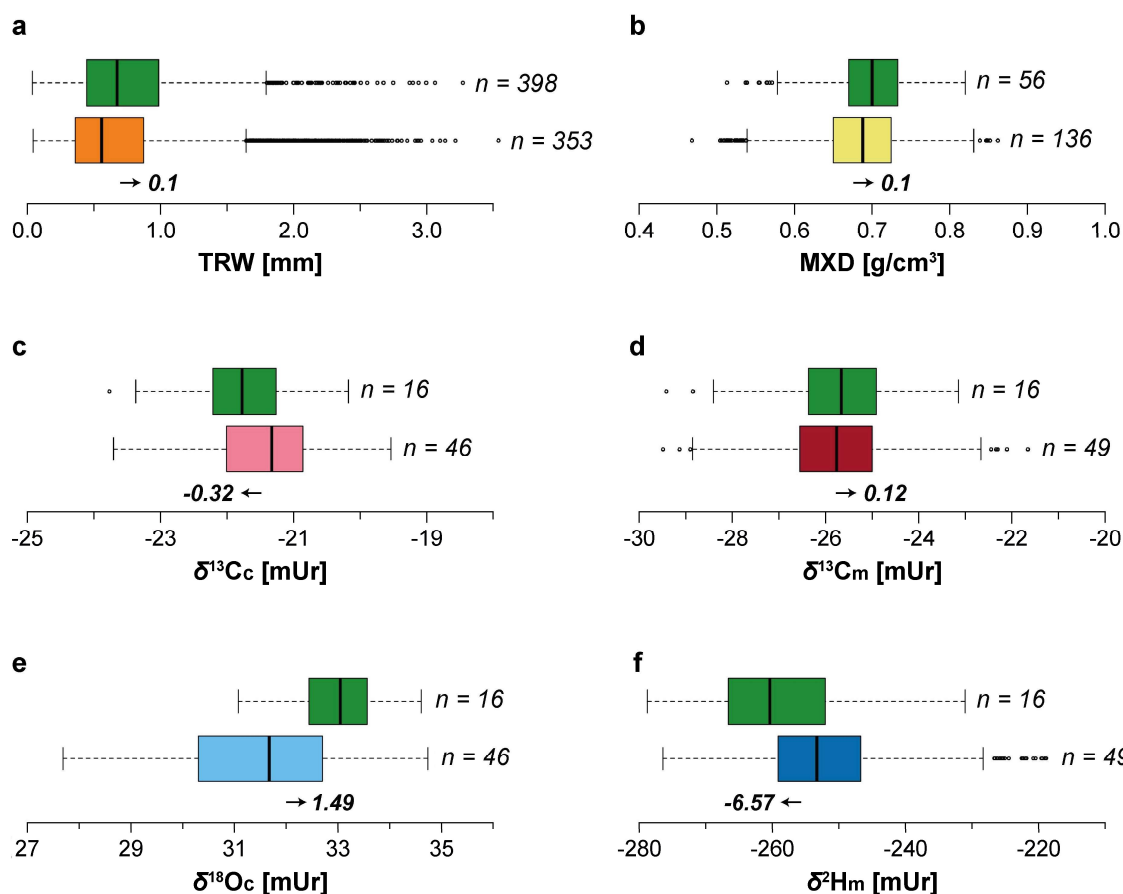 a
n = 398
n = 353
→ 0.1
0.0 1.0 2.0 3.0
TRW [mm]
b
n = 56
n = 136
→ 0.1
0.4 0.5 0.6 0.7 0.8 0.9 1.0
MXD [g/cm³]
c
n = 16
n = 46
-0.32 ←
-25 -23 -21 -19
δ¹³Cc [mUr]
d
n = 16
n = 49
→ 0.12
-30 -28 -26 -24 -22 -20
δ¹³Cm [mUr]
e
n = 16
n = 46
→ 1.49
27 29 31 33 35
δ¹⁸Oc [mUr]
f
n = 16
n = 49
-6.57 ←
-280 -260 -240 -220
δ²Hm [mUr]